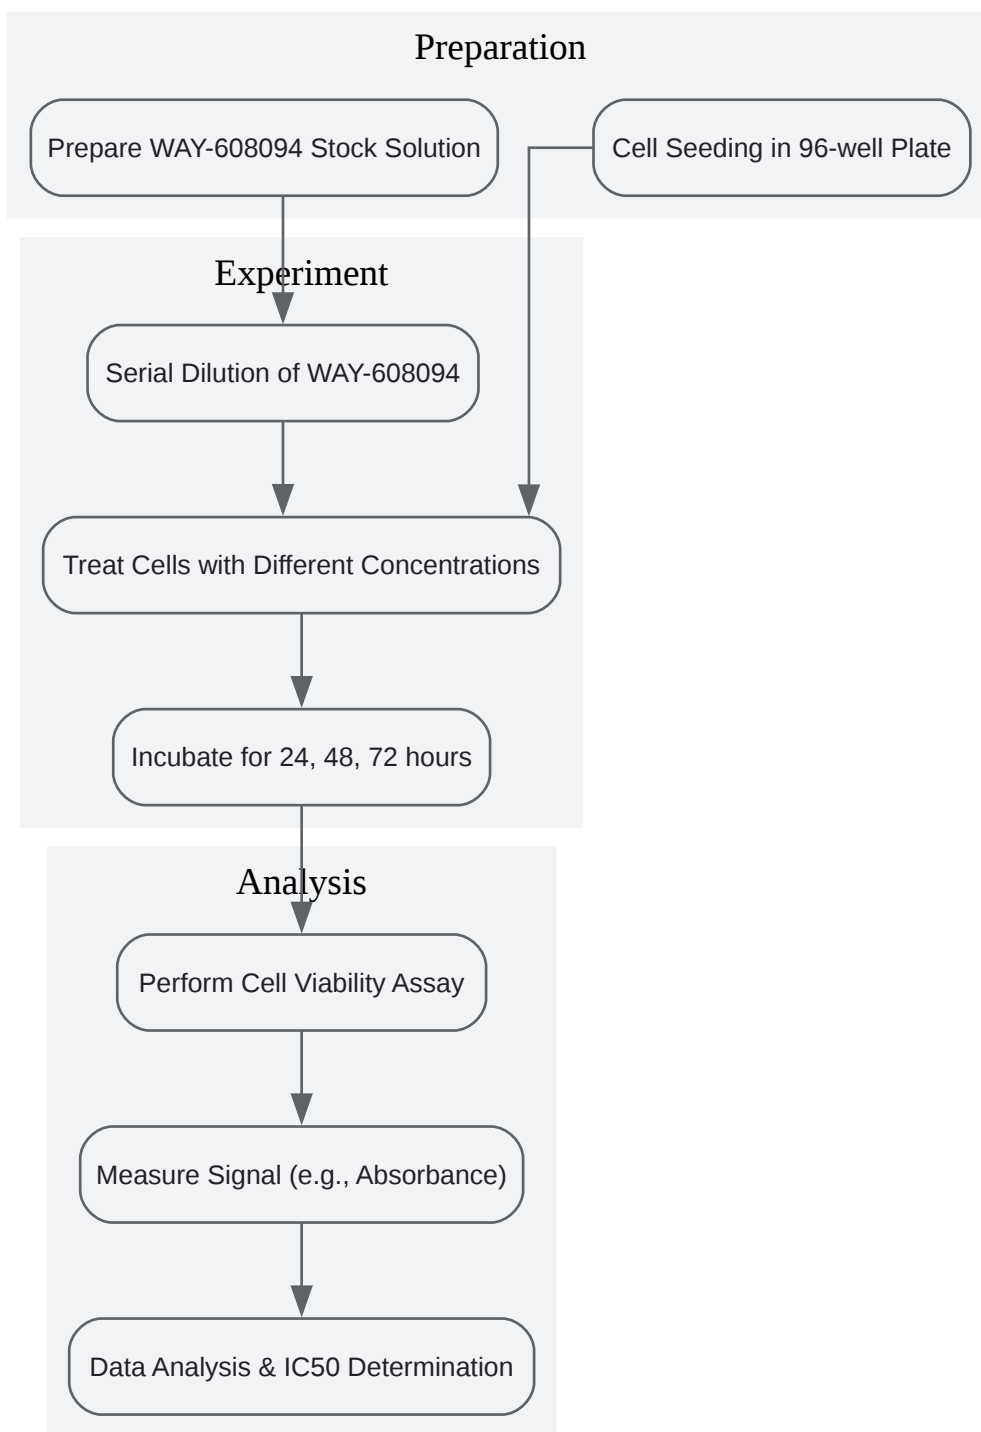 Preparation
Prepare WAY-608094 Stock Solution
Cell Seeding in 96-well Plate
Experiment
Serial Dilution of WAY-608094
Treat Cells with Different Concentrations
Incubate for 24, 48, 72 hours
Analysis
Perform Cell Viability Assay
Measure Signal (e.g., Absorbance)
Data Analysis & IC50 Determination